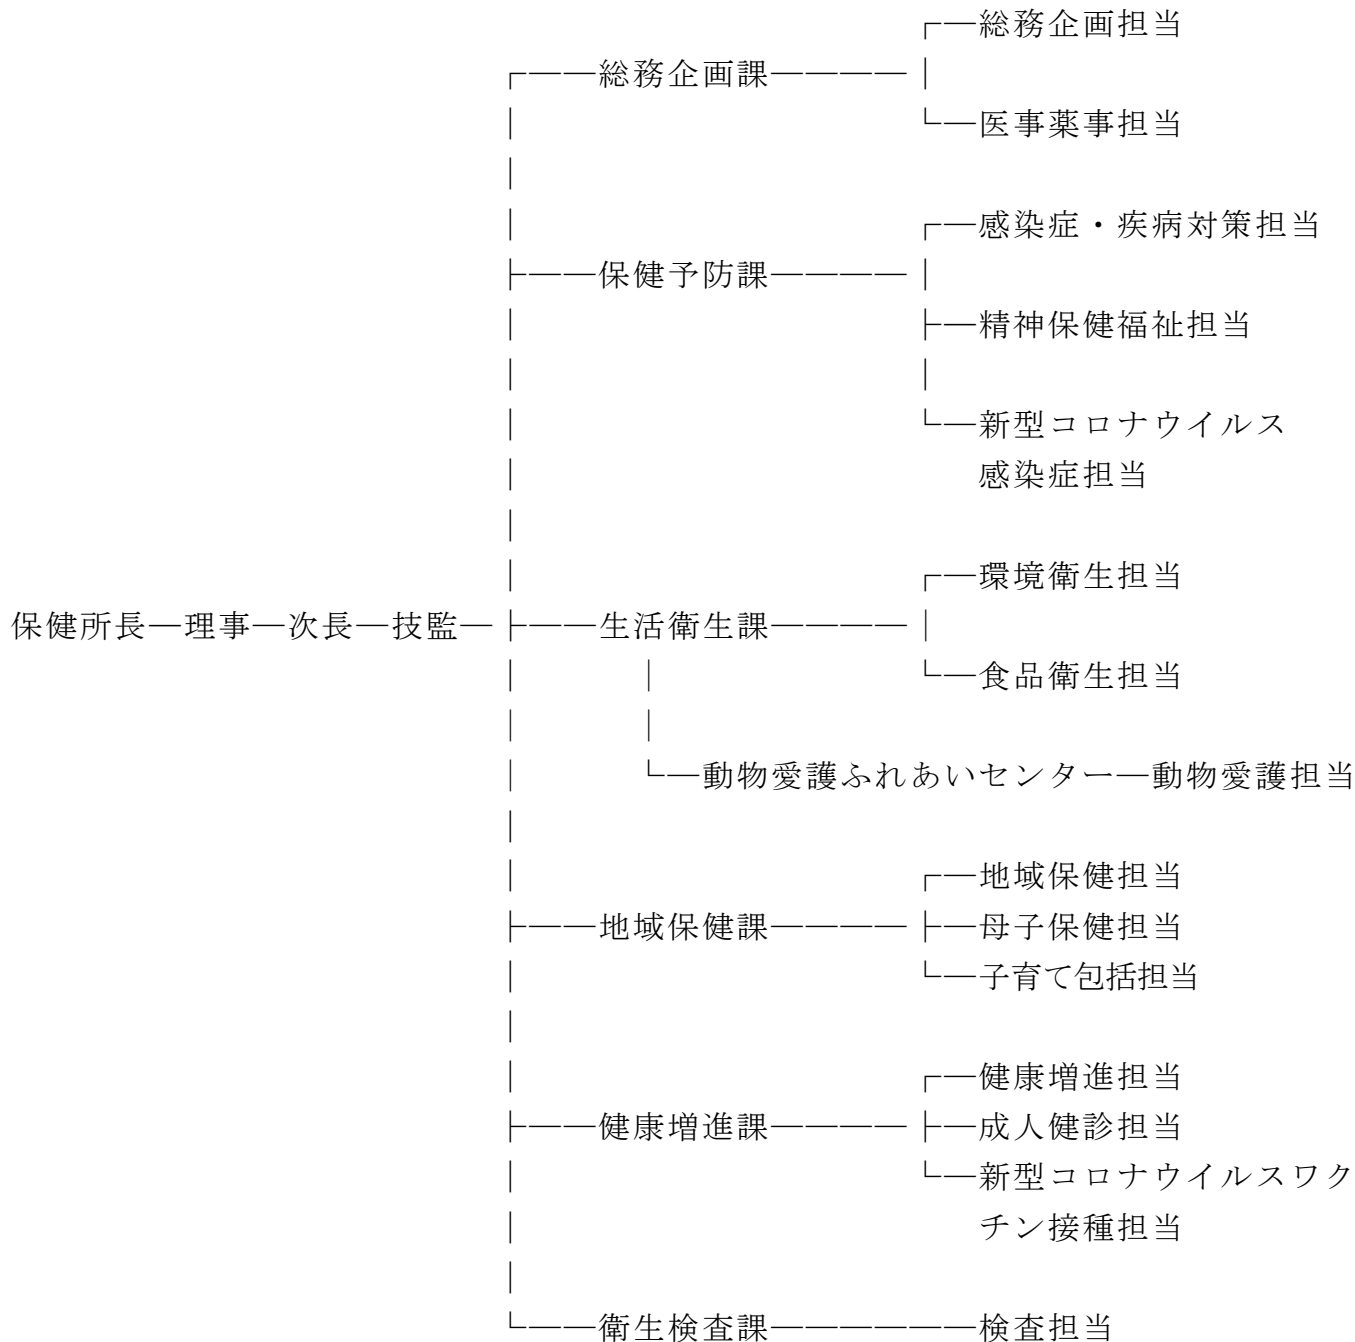 総務企画担当
総務企画課
医事薬事担当
感染症・疾病対策担当
保健予防課
精神保健福祉担当
新型コロナウイルス
感染症担当
環境衛生担当
保健所長―理事―次長―技監―生活衛生課
食品衛生担当
動物愛護ふれあいセンター―動物愛護担当
地域保健担当
地域保健課 母子保健担当
子育て包括担当
健康増進担当
健康増進課 成人健診担当
新型コロナウイルスワク
チン接種担当
衛生検査課 検査担当